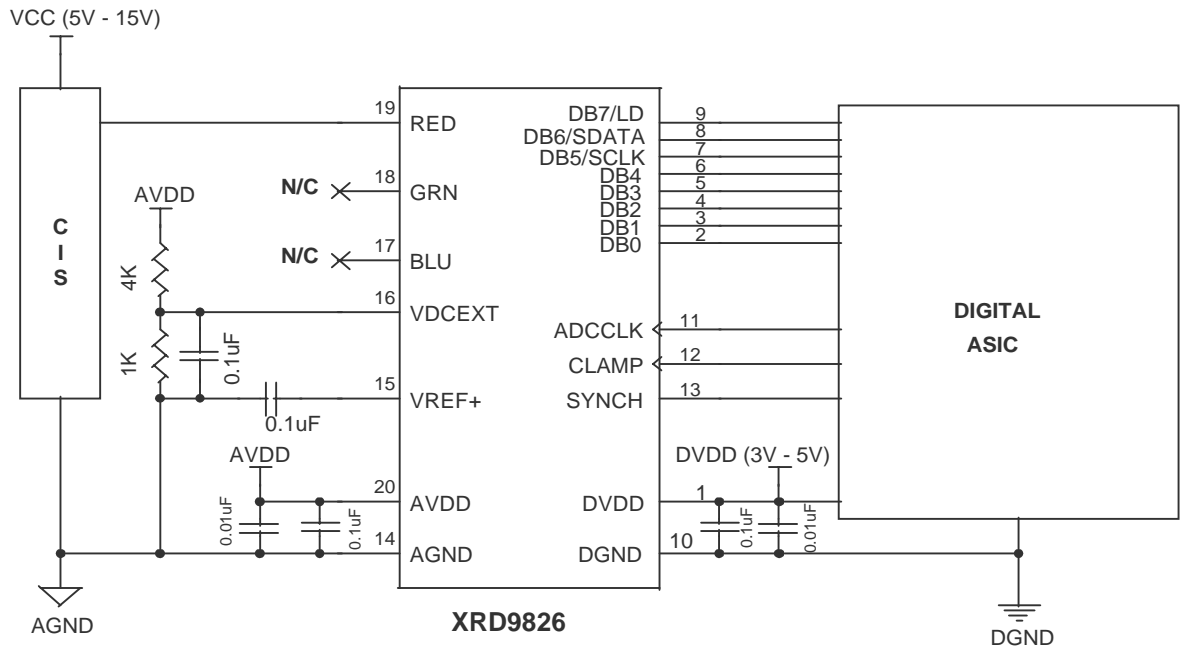 VCC (5V - 15V)
C
I
S
19
RED
N/C
18
GRN
AVDD
N/C
17
BLU
4K
16
VDCEXT
1K
0.1uF
15
VREF+
0.1uF
AVDD
20
AVDD
0.01uF
0.1uF
14
AGND
AGND
DB7/LD
9
DB6/SDATA
8
DB5/SCLK
7
DB4
6
DB3
5
DB2
4
DB1
3
DB0
2
ADCCLK
11
CLAMP
12
SYNCH
13
DVDD (3V - 5V)
DVDD
1
0.1uF
0.01uF
DGND
10
XRD9826
DIGITAL
ASIC
DGND